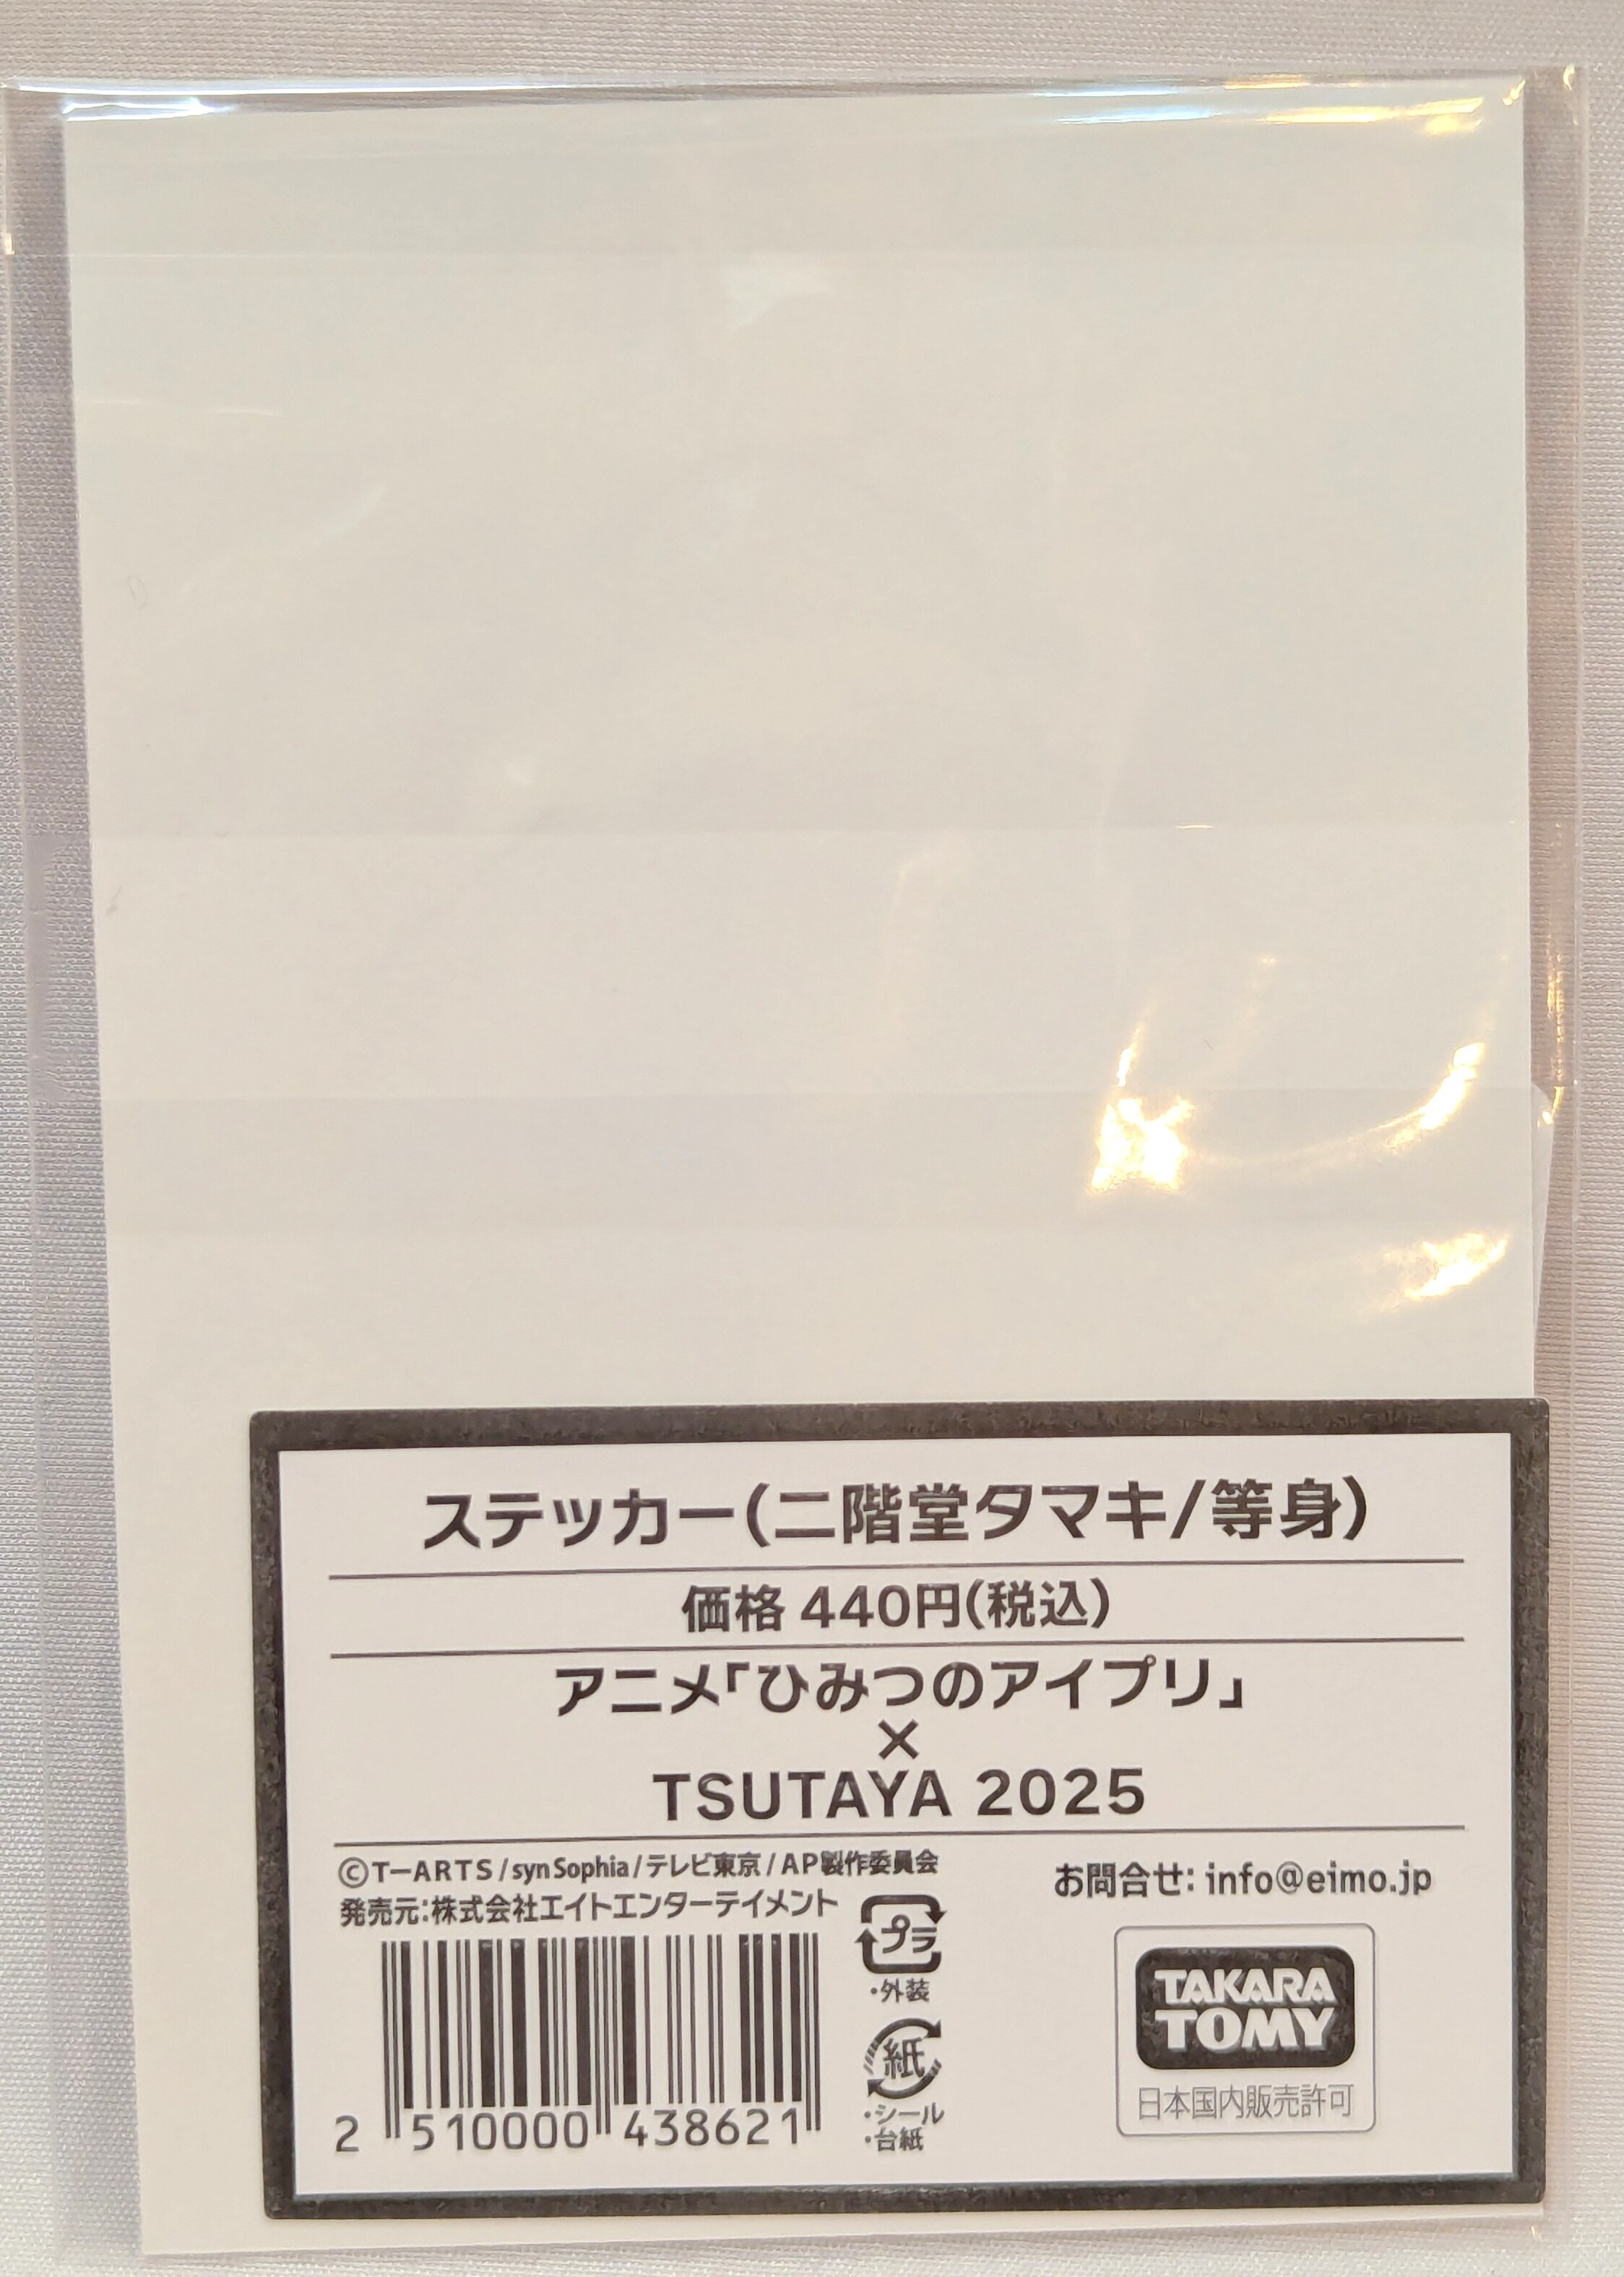 ステッカー(二階堂タマキ/等身)
価格 440円(税込)
アニメ「ひみつのアイプリ」
×
TSUTAYA 2025
©T-ARTS / syn Sophia / テレビ東京 / AP製作委員会
発売元:株式会社エイトエンターテイメント
お問合せ: info@eimo.jp
プラ
・外装
紙
・シール
・台紙
2 510000 438621
TAKARA
TOMY
日本国内販売許可